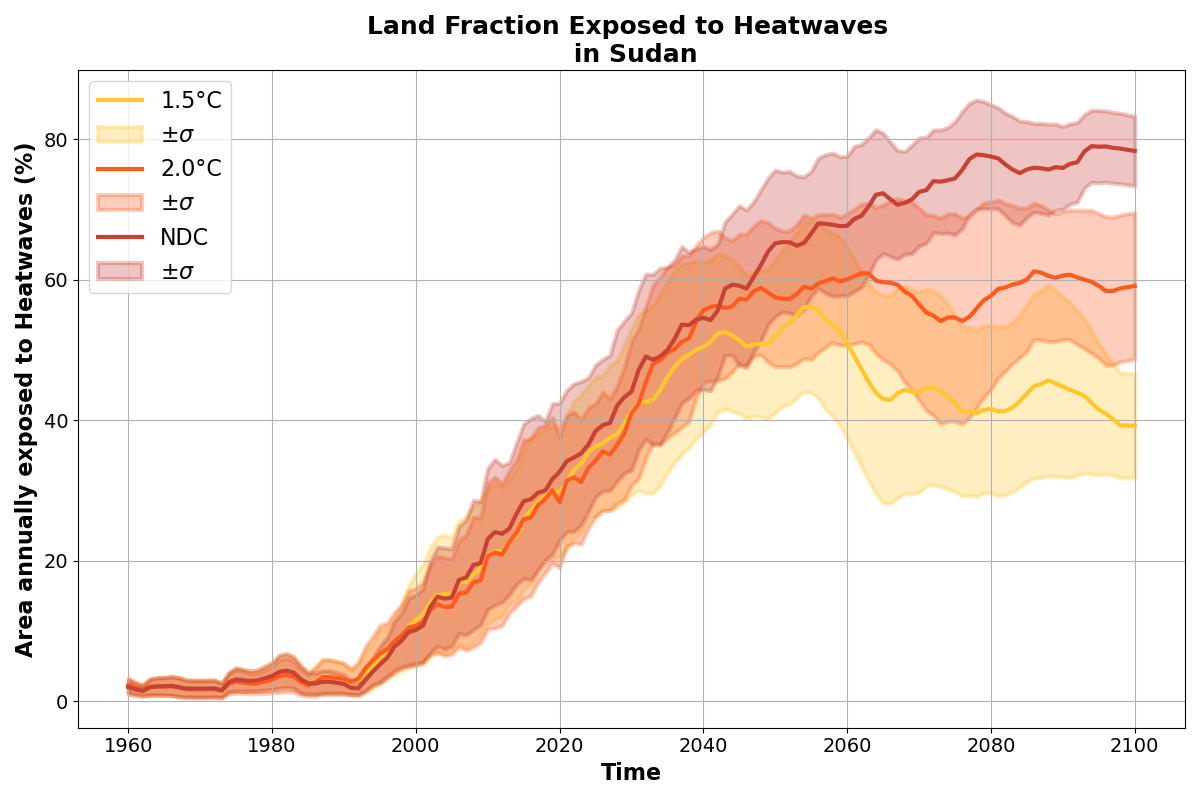 Land Fraction Exposed to Heatwaves
in Sudan
Area annually exposed to Heatwaves (%)
80
60
40
20
0
1.5°C
±σ
2.0°C
±σ
NDC
±σ
1960 1980 2000 2020 2040 2060 2080 2100
Time